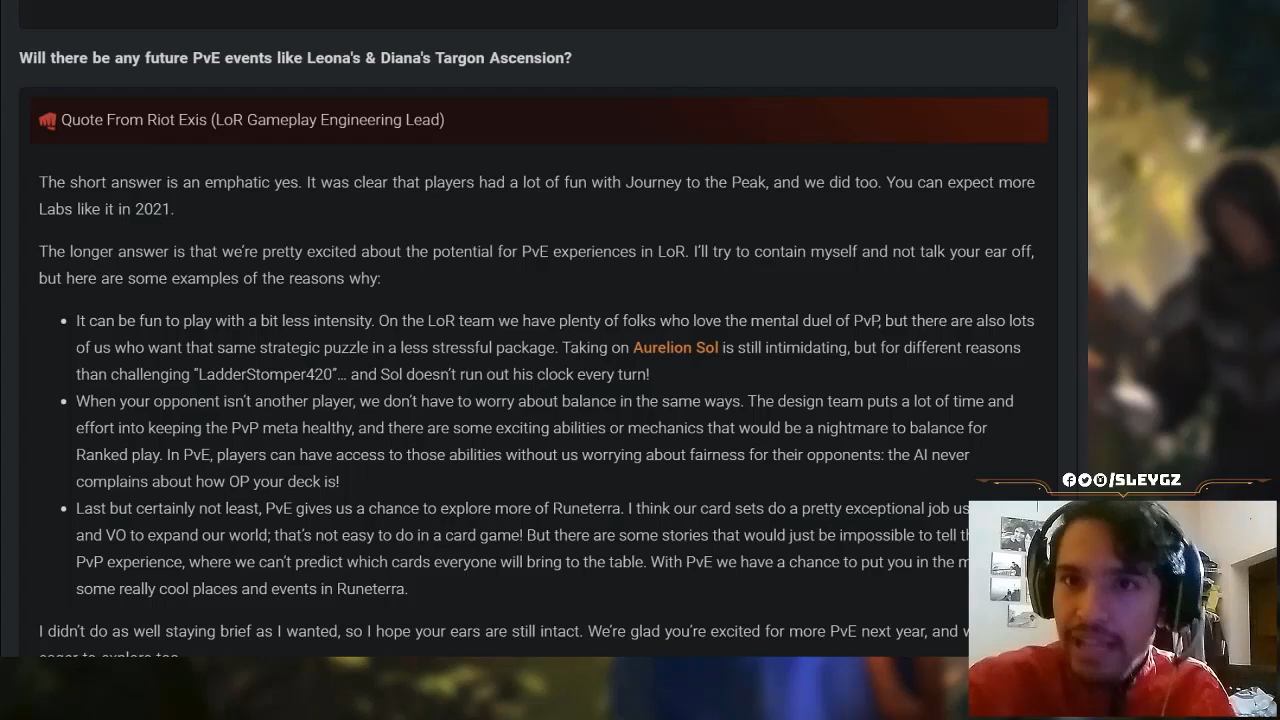 Will there be any future PvE events like Leona's & Diana's Targon Ascension?
Quote From Riot Exis (LoR Gameplay Engineering Lead)
The short answer is an emphatic yes. It was clear that players had a lot of fun with Journey to the Peak, and we did too. You can expect more
Labs like it in 2021.
The longer answer is that we're pretty excited about the potential for PvE experiences in LoR. I'll try to contain myself and not talk your ear off,
but here are some examples of the reasons why:
• It can be fun to play with a bit less intensity. On the LoR team we have plenty of folks who love the mental duel of PvP, but there are also lots
of us who want that same strategic puzzle in a less stressful package. Taking on Aurelion Sol is still intimidating, but for different reasons
than challenging "LadderStomper420"… and Sol doesn't run out his clock every turn!
• When your opponent isn't another player, we don't have to worry about balance in the same ways. The design team puts a lot of time and
effort into keeping the PvP meta healthy, and there are some exciting abilities or mechanics that would be a nightmare to balance for
Ranked play. In PvE, players can have access to those abilities without us worrying about fairness for their opponents: the AI never
complains about how OP your deck is!
/SLEYGZ
• Last but certainly not least, PvE gives us a chance to explore more of Runeterra. I think our card sets do a pretty exceptional job
and VO to expand our world; that's not easy to do in a card game! But there are some stories that would just be impossible to tell
PvP experience, where we can't predict which cards everyone will bring to the table. With PvE we have a chance to put you in the
some really cool places and events in Runeterra.
I didn't do as well staying brief as I wanted, so I hope your ears are still intact. We're glad you're excited for more PvE next year, and